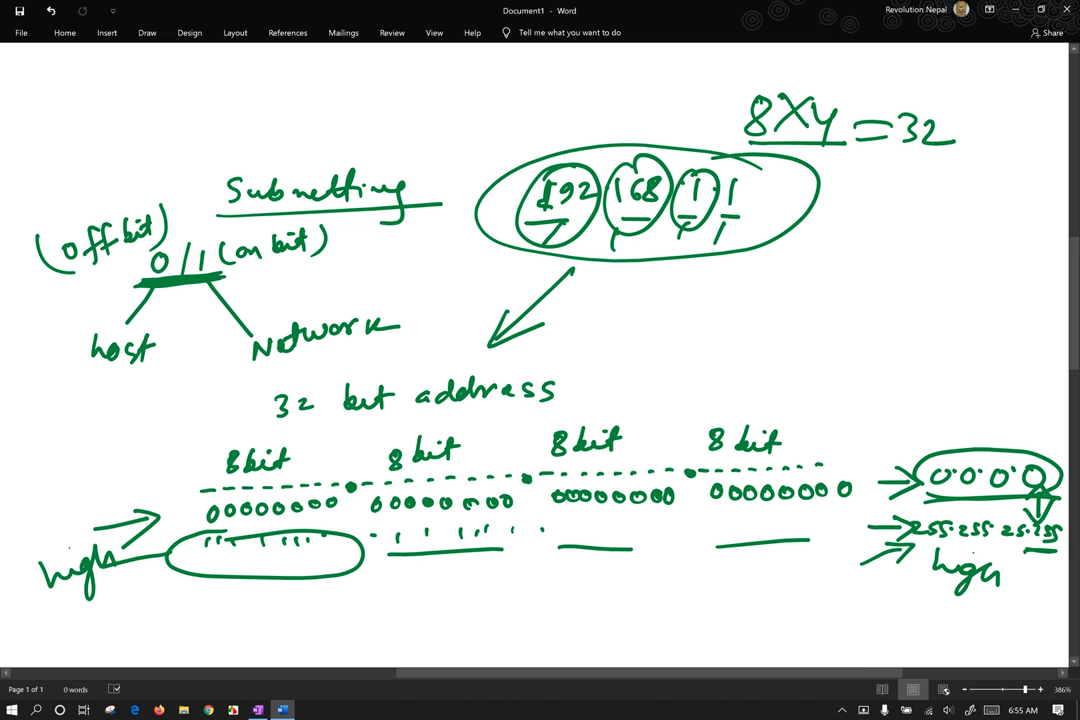 Document1 - Word
Revolution Nepal
File Home Insert Draw Design Layout References Mailings Review View Help Tell me what you want to do Share
8X4 = 32
Subnetting
192 168 . 1 . 1
(off bit) 0 / 1 (on bit)
host Network
32 bit address
8 bit 8 bit 8 bit 8 bit
00000000 . 00000000 . 00000000 . 00000000 0.0.0.0
255.255.25.255
high high
Page 1 of 1 0 words 386%
6:55 AM